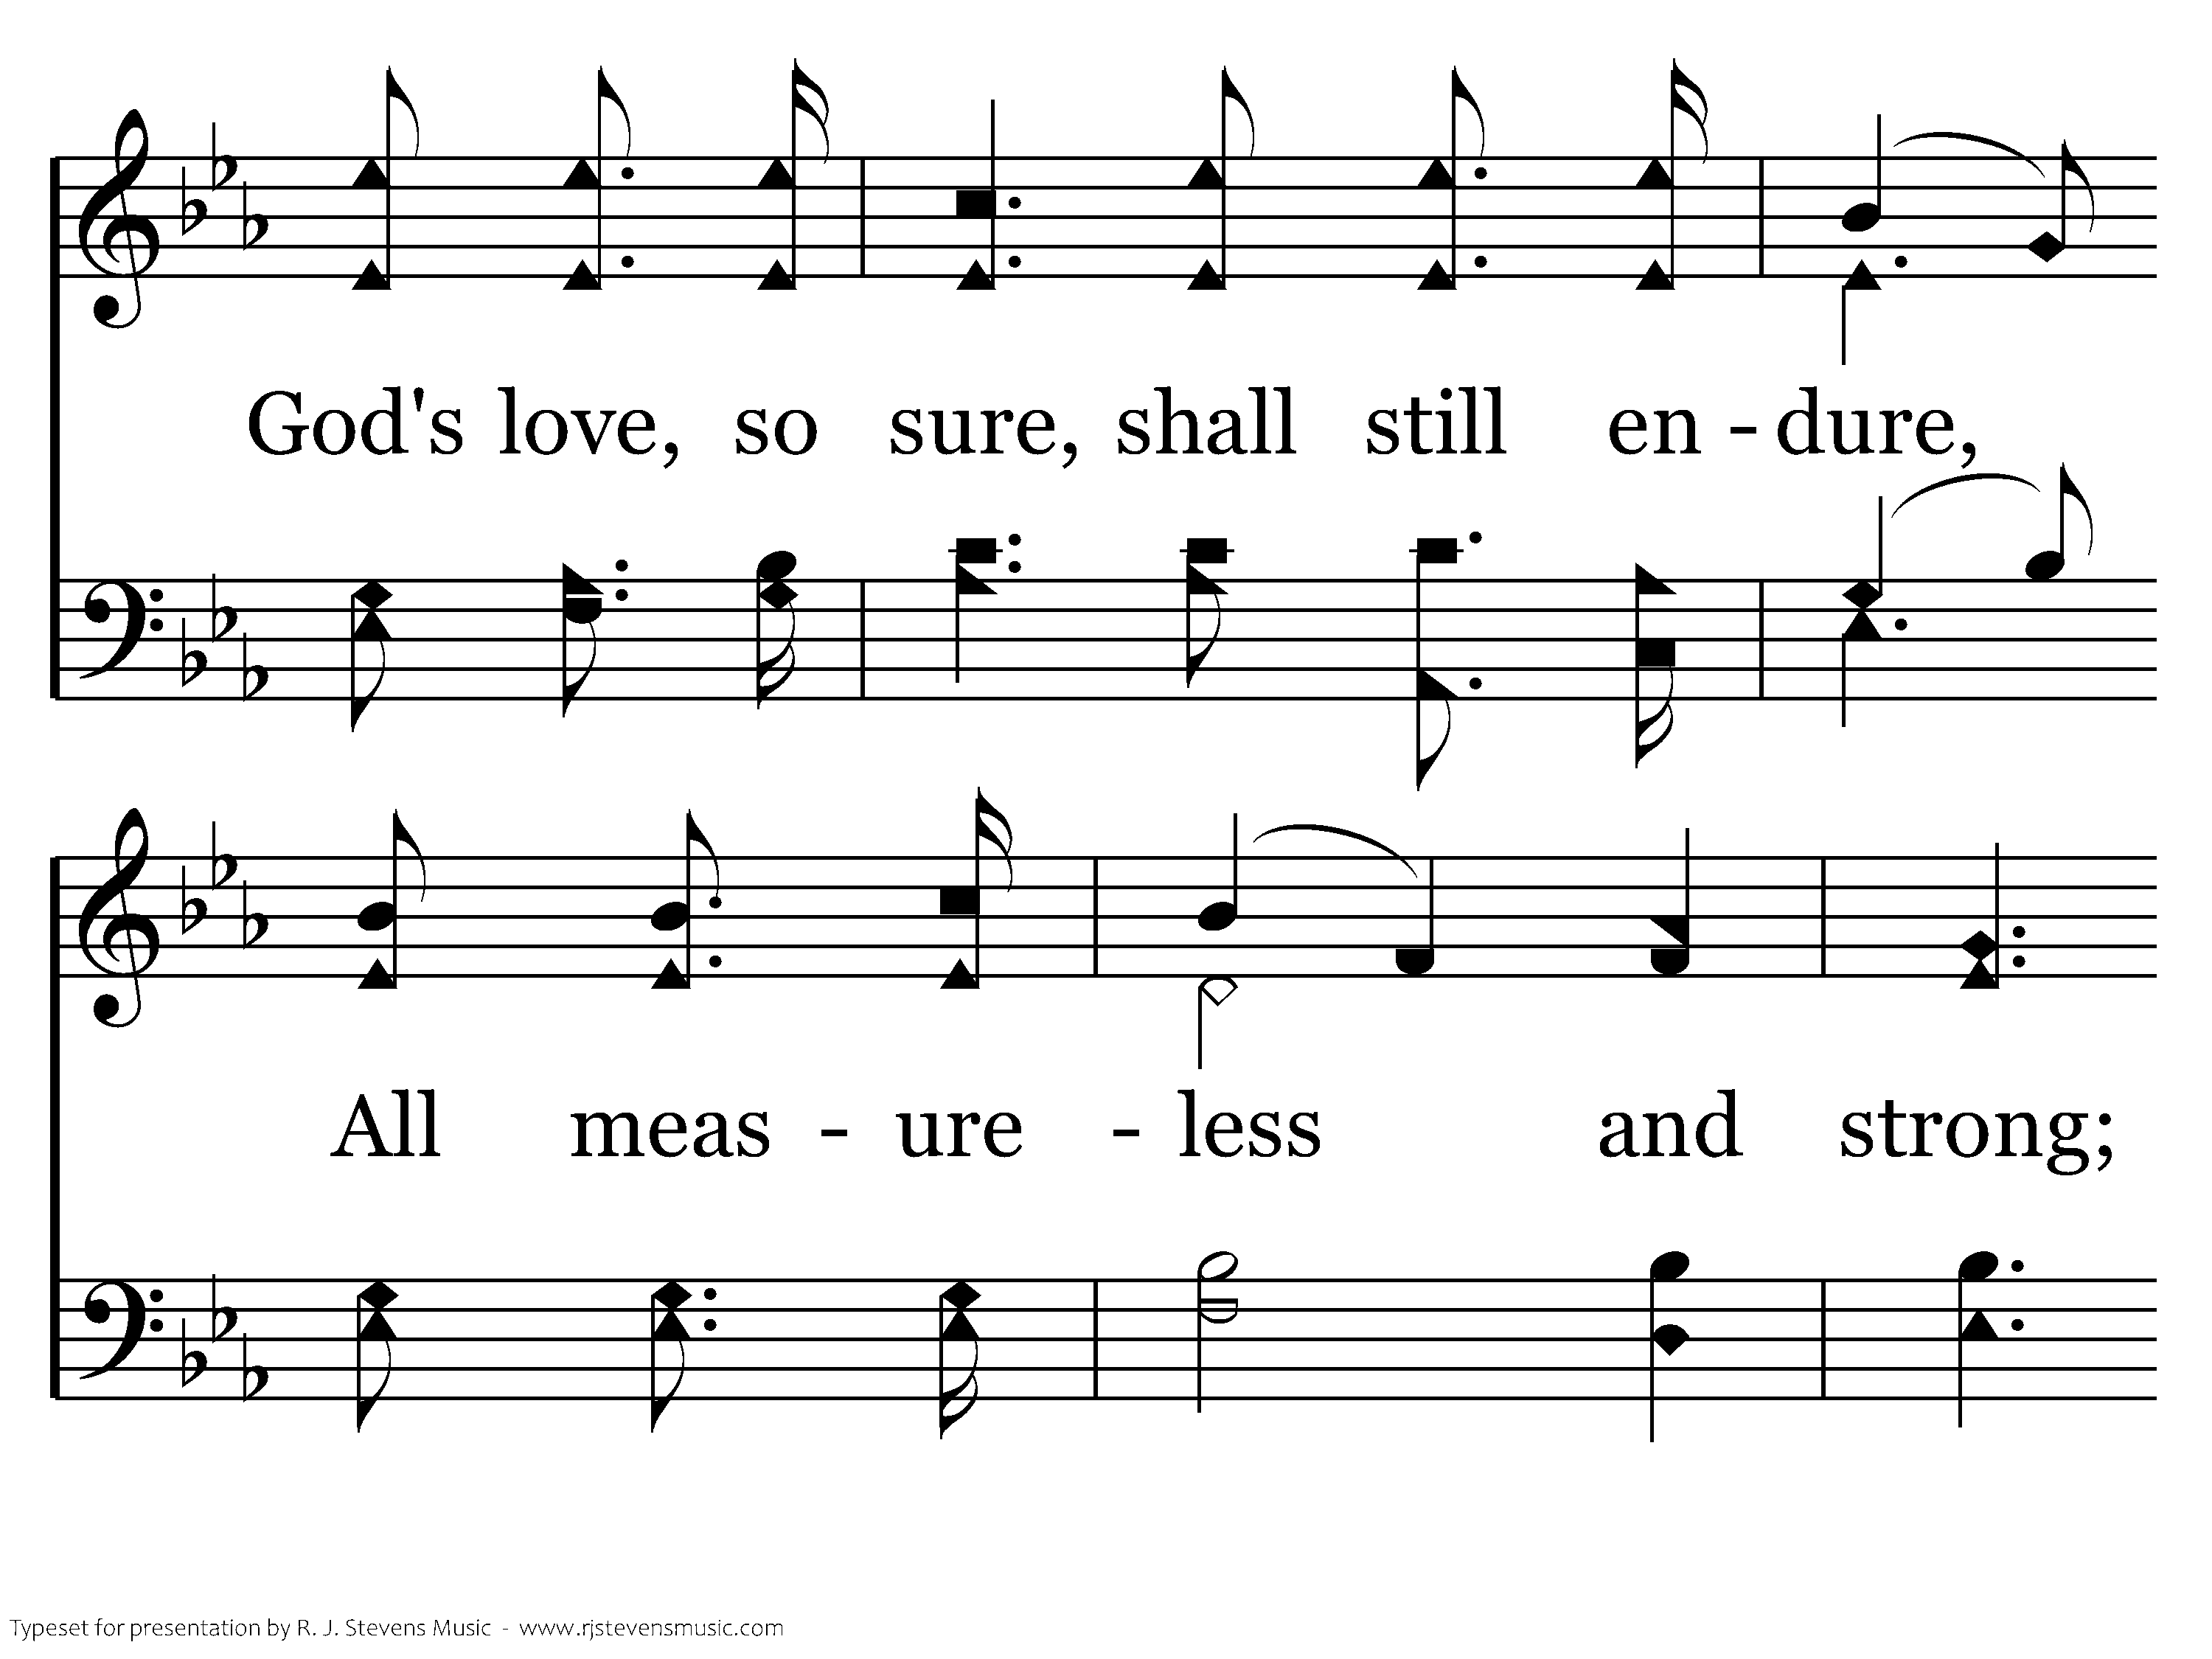 God's love, so sure, shall still en - dure,
All meas - ure - less and strong;
Typeset for presentation by R. J. Stevens Music - www.rjstevensmusic.com